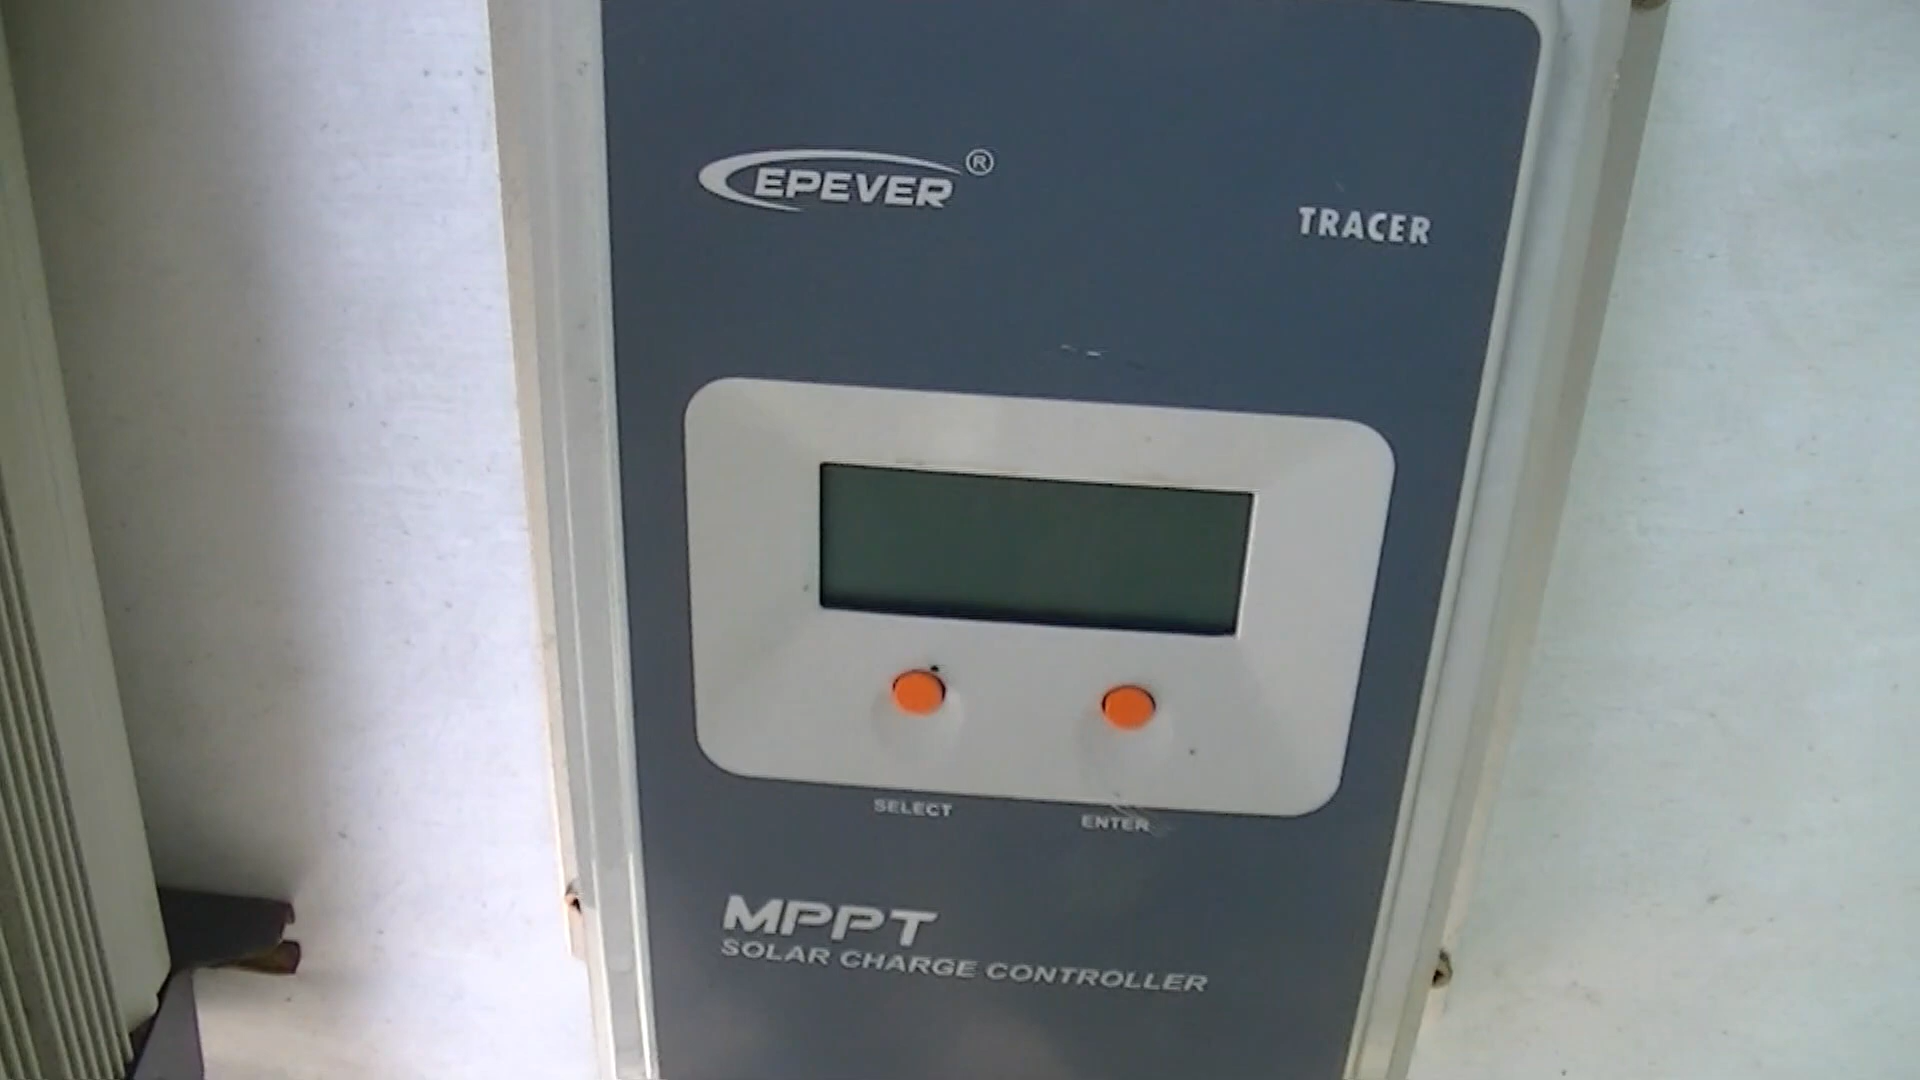 EPEVER®
TRACER
SELECT
ENTER
MPPT
SOLAR CHARGE CONTROLLER